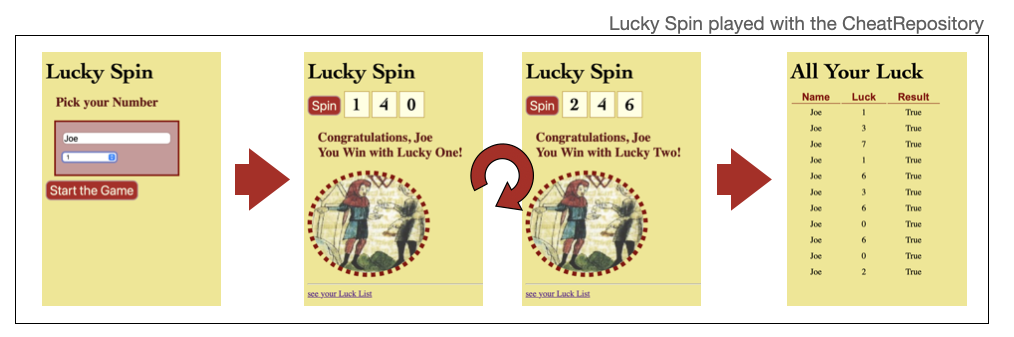 Lucky Spin played with the CheatRepository
Lucky Spin
Pick your Number
Joe
1
Start the Game
Lucky Spin
Spin 1 4 0
Congratulations, Joe
You Win with Lucky One!
W
see your Luck List
Lucky Spin
Spin 2 4 6
Congratulations, Joe
You Win with Lucky Two!
W
see your Luck List
All Your Luck
Name Luck Result
Joe 1 True
Joe 3 True
Joe 7 True
Joe 1 True
Joe 6 True
Joe 3 True
Joe 6 True
Joe 0 True
Joe 6 True
Joe 0 True
Joe 2 True